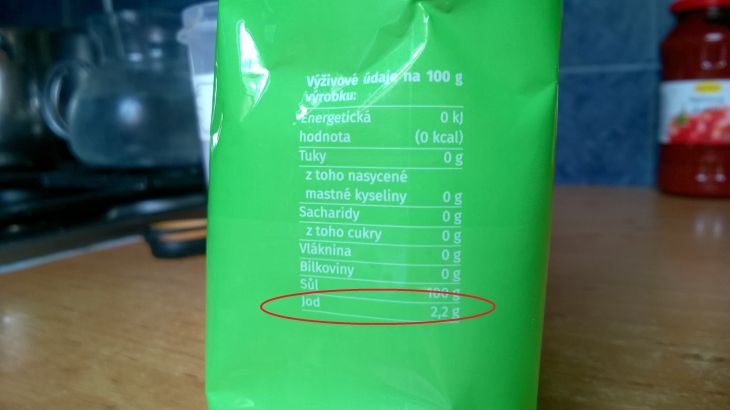 Výživové údaje na 100 g
výrobku:
Energetická 0 kJ
hodnota (0 kcal)
Tuky 0 g
z toho nasycené
mastné kyseliny 0 g
Sacharidy 0 g
z toho cukry 0 g
Vláknina 0 g
Bílkoviny 0 g
Sůl 100 g
Jod 2,2 g